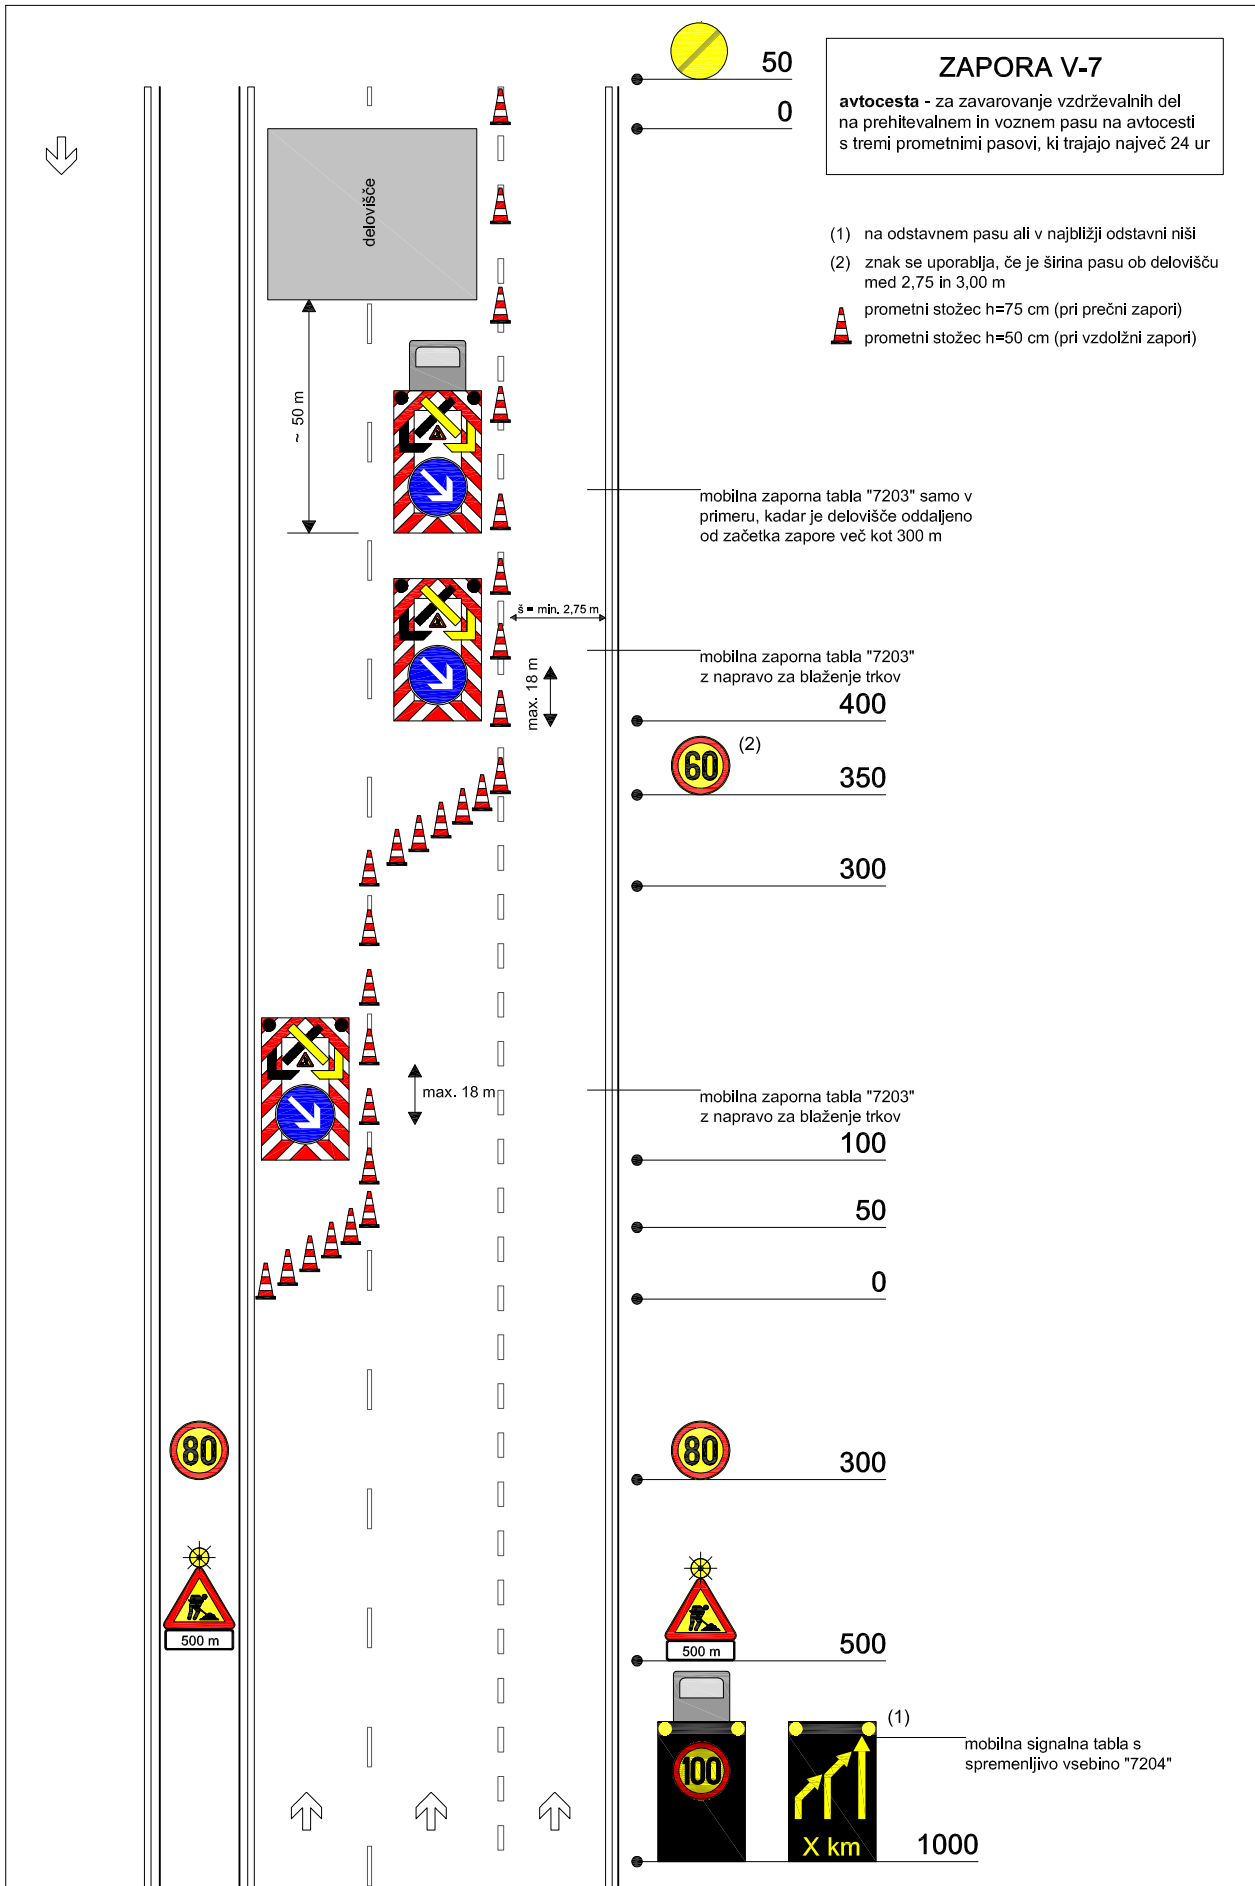 50
0
ZAPORA V-7
avtocesta - za zavarovanje vzdrževalnih del
na prehitevalnem in voznem pasu na avtocesti
s tremi prometnimi pasovi, ki trajajo največ 24 ur
(1) na odstavnem pasu ali v najbližji odstavni niši
(2) znak se uporablja, če je širina pasu ob delovišču
med 2,75 in 3,00 m
prometni stožec h=75 cm (pri prečni zapori)
prometni stožec h=50 cm (pri vzdolžni zapori)
delovišče
~ 50 m
mobilna zaporna tabla "7203" samo v
primeru, kadar je delovišče oddaljeno
od začetka zapore več kot 300 m
š = min. 2,75 m
mobilna zaporna tabla "7203"
z napravo za blaženje trkov
max. 18 m
400
60
(2)
350
300
max. 18 m
mobilna zaporna tabla "7203"
z napravo za blaženje trkov
100
50
0
80
80
300
500 m
500 m
500
(1)
mobilna signalna tabla s
spremenljivo vsebino "7204"
100
X km
1000